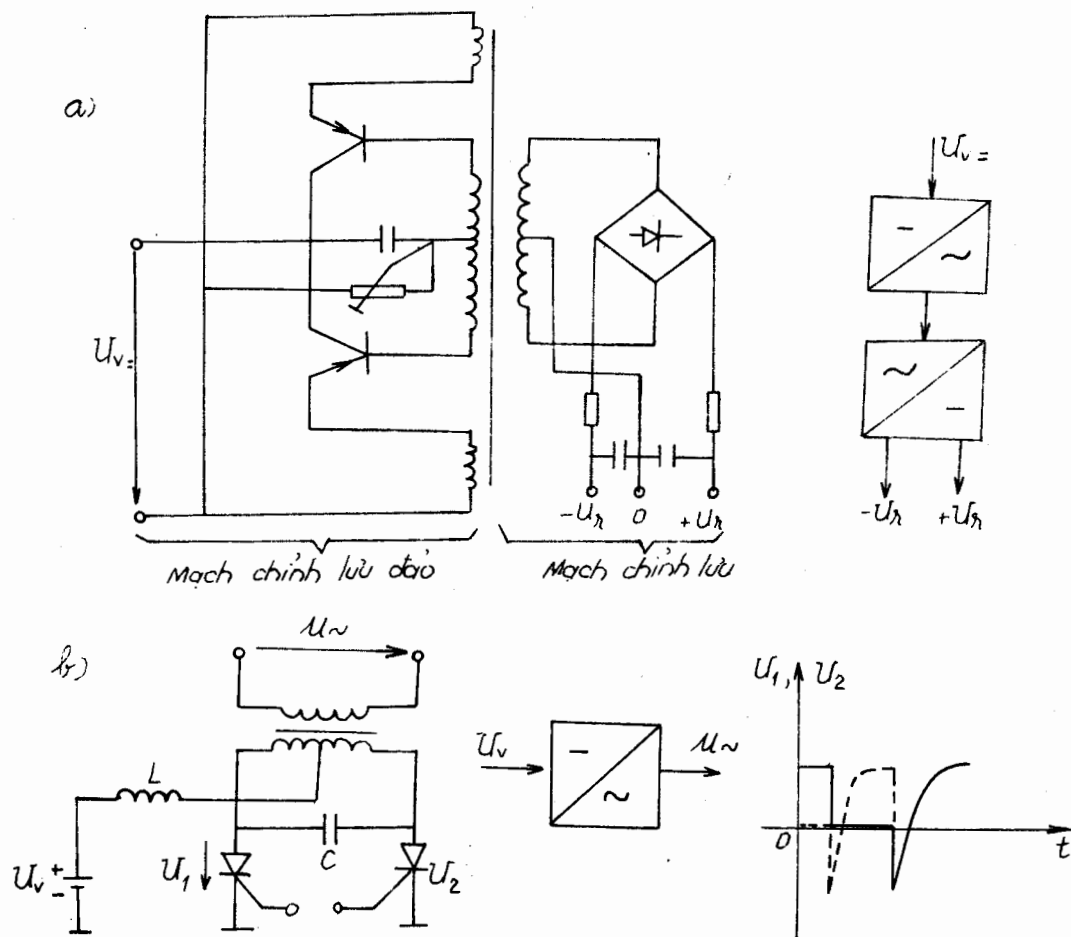 a)
U_v=
-U_r 0 +U_r
Mạch chỉnh lưu đảo
Mạch chỉnh lưu
U_v=
-
~
~
-
-U_r +U_r
b)
u~
L
C
U_v + -
U_1
U_2
U_v
-
~
u~
U_1, U_2
0
t